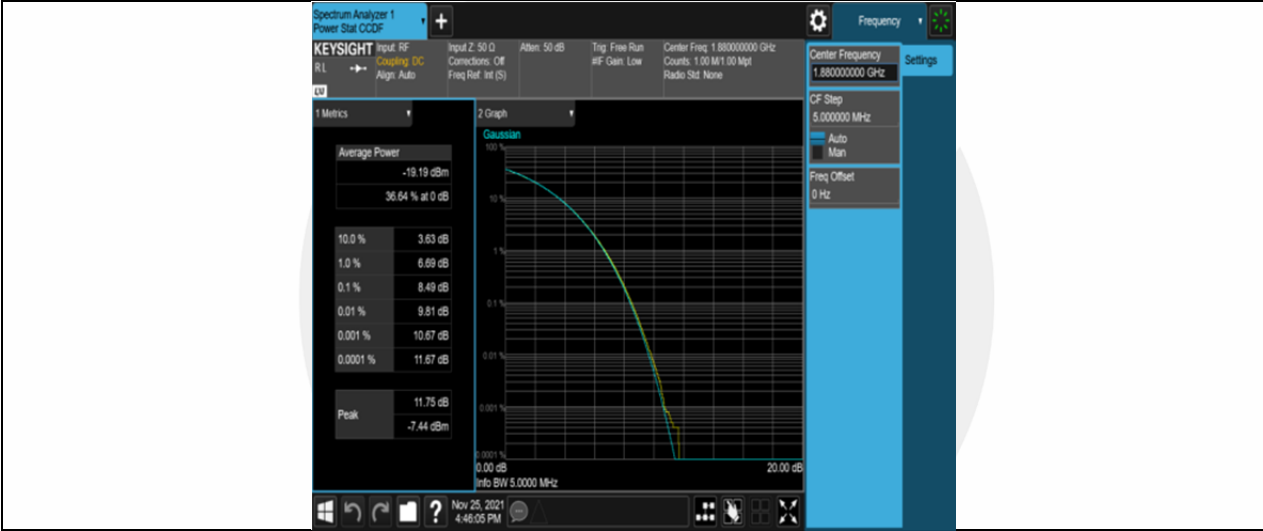 Spectrum Analyzer 1
Power Stat CCDF
+
Frequency
KEYSIGHT
RL
Input: RF
Coupling: DC
Align: Auto
Input Z: 50 Ω
Corrections: Off
Freq Ref: Int (S)
Atten: 50 dB
Trig: Free Run
#IF Gain: Low
Center Freq: 1.880000000 GHz
Counts: 1.00 M/1.00 Mpt
Radio Std: None
LV
1 Metrics
Average Power
-19.19 dBm
36.64 % at 0 dB
10.0 % 3.63 dB
1.0 % 6.69 dB
0.1 % 8.49 dB
0.01 % 9.81 dB
0.001 % 10.67 dB
0.0001 % 11.67 dB
Peak
11.75 dB
-7.44 dBm
2 Graph
Gaussian
100 %
10 %
1 %
0.1 %
0.01 %
0.001 %
0.0001 %
0.00 dB
20.00 dB
Info BW 5.0000 MHz
Center Frequency
1.880000000 GHz
Settings
CF Step
5.000000 MHz
Auto
Man
Freq Offset
0 Hz
?
Nov 25, 2021
4:46:05 PM